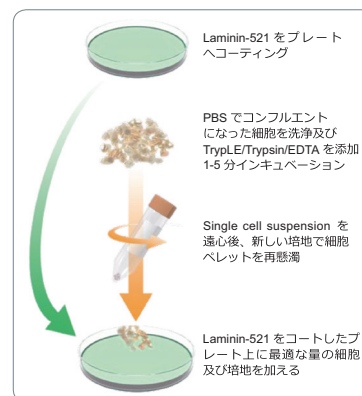 Laminin-521 をプレート
へコーティング
PBS でコンフルエント
になった細胞を洗浄及び
TrypLE/Trypsin/EDTA を添加
1-5 分インキュベーション
Single cell suspension を
遠心後、新しい培地で細胞
ペレットを再懸濁
Laminin-521 をコートしたプ
レート上に最適な量の細胞
及び培地を加える